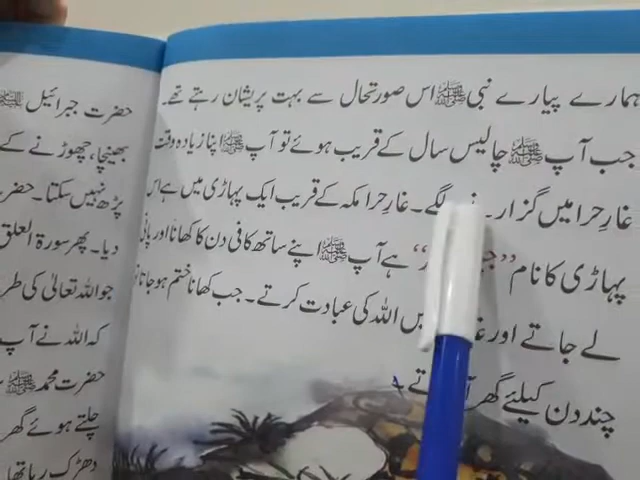 ہمارے پیارے نبی ﷺ اس صورتحال سے بہت پریشان رہتے تھے۔
جب آپ ﷺ چالیس سال کے قریب ہوئے تو آپ ﷺ اپنا زیادہ وقت
غارِ حرا میں گزار لگے۔ غارِ حرا مکہ کے قریب ایک پہاڑی میں ہے اس
پہاڑی کا نام " " ہے آپ ﷺ اپنے ساتھ کافی دن کا کھانا اور پانی
لے جاتے اور اللہ کی عبادت کرتے۔ جب کھانا ختم ہو جاتا
چند دن کیلئے گھر
حضرت جبرائیل
بھینچا، چھوڑنے کے
پڑھ نہیں سکتا۔ حضر
دیا۔ پھر سورۃ العلق
جو اللہ تعالیٰ کی طر
کہ اللہ نے آپ
حضرت محمد ﷺ
چلتے ہوئے گھر
دھڑک رہا تھا